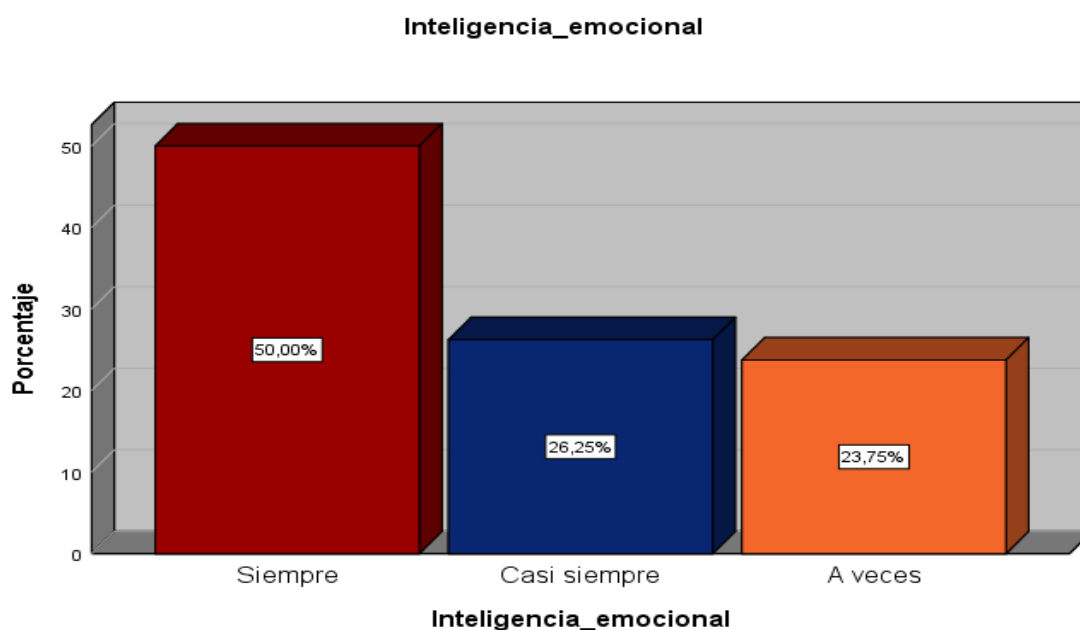 Inteligencia_emocional
Porcentaje
50
40
30
20
10
0
50,00%
26,25%
23,75%
Siempre
Casi siempre
A veces
Inteligencia_emocional